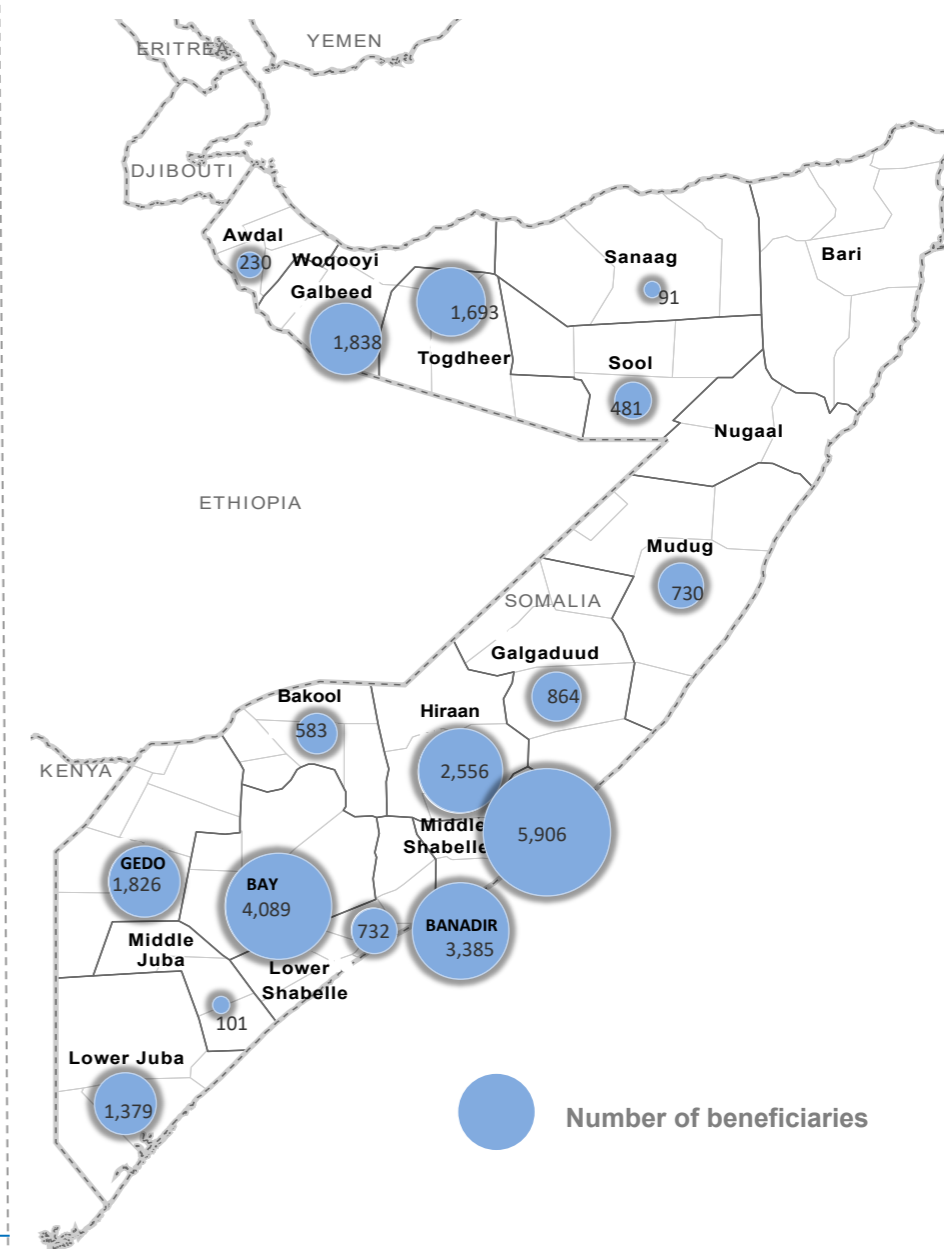 YEMEN
ERITREA
DJIBOUTI
Awdal
230
Woqooyi
Galbeed
1,838
1,693
Togdheer
Sanaag
91
Bari
Sool
481
Nugaal
ETHIOPIA
Mudug
730
SOMALIA
Galgaduud
864
Bakool
583
Hiraan
2,556
KENYA
5,906
Middle
Shabelle
GEDO
1,826
BAY
4,089
732
BANADIR
3,385
Middle
Juba
Lower
Shabelle
101
Lower Juba
1,379
Number of beneficiaries